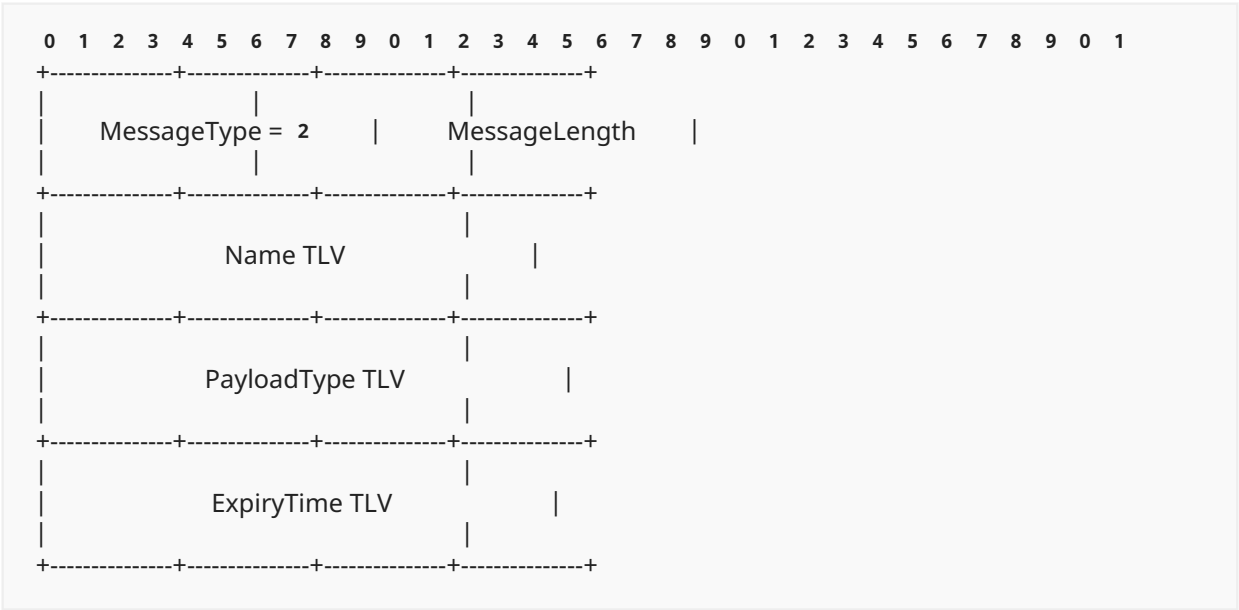 0 1 2 3 4 5 6 7 8 9 0 1 2 3 4 5 6 7 8 9 0 1 2 3 4 5 6 7 8 9 0 1
+---------------+---------------+---------------+---------------+
| | |
| MessageType = 2 | MessageLength |
| | |
+---------------+---------------+---------------+---------------+
| |
| Name TLV |
| |
+---------------+---------------+---------------+---------------+
| |
| PayloadType TLV |
| |
+---------------+---------------+---------------+---------------+
| |
| ExpiryTime TLV |
| |
+---------------+---------------+---------------+---------------+